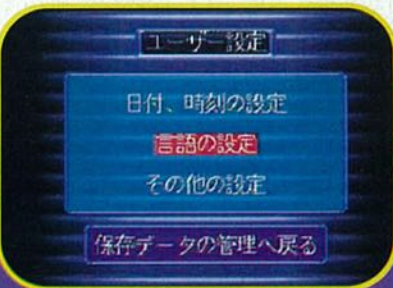 ユーザー設定
日付、時刻の設定
言語の設定
その他の設定
保存データの管理へ戻る